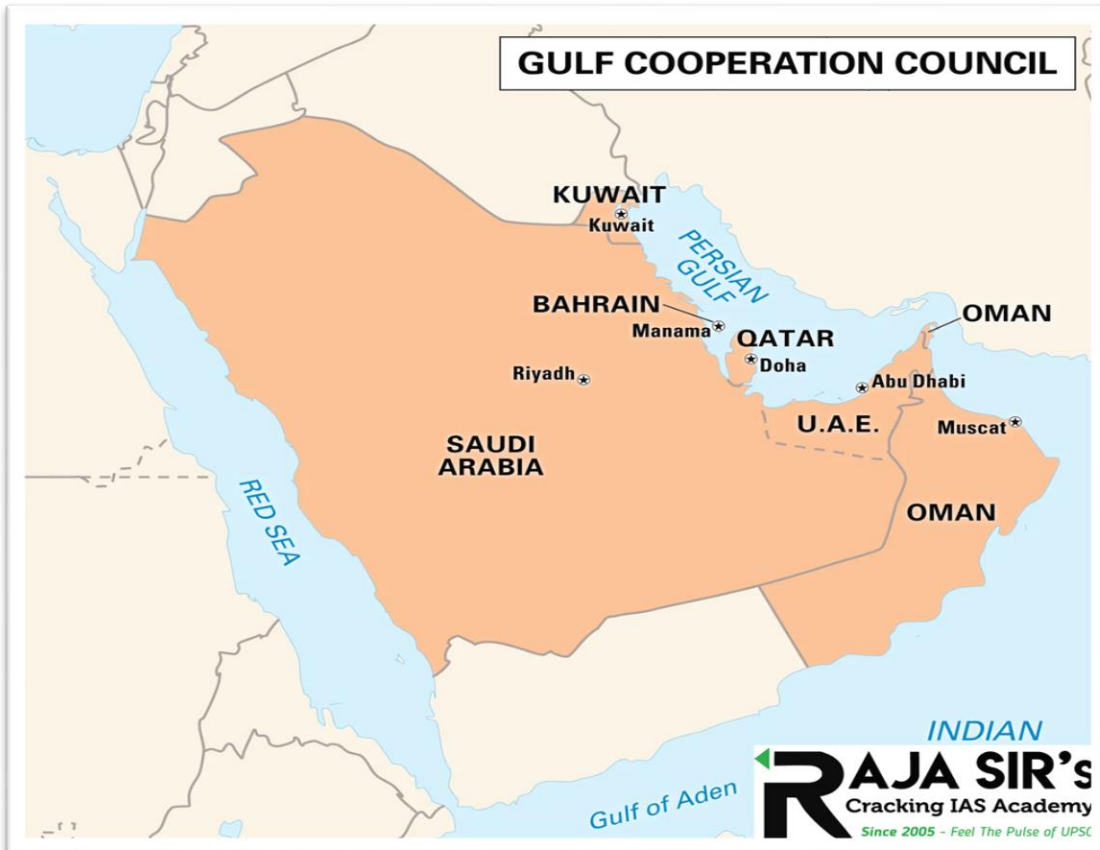 GULF COOPERATION COUNCIL
KUWAIT
Kuwait
PERSIAN
GULF
BAHRAIN
Manama
QATAR
Doha
OMAN
Riyadh
Abu Dhabi
U.A.E.
Muscat
SAUDI
ARABIA
RED SEA
OMAN
INDIAN
Gulf of Aden
RAJA SIR's
Cracking IAS Academy
Since 2005 - Feel The Pulse of UPSC